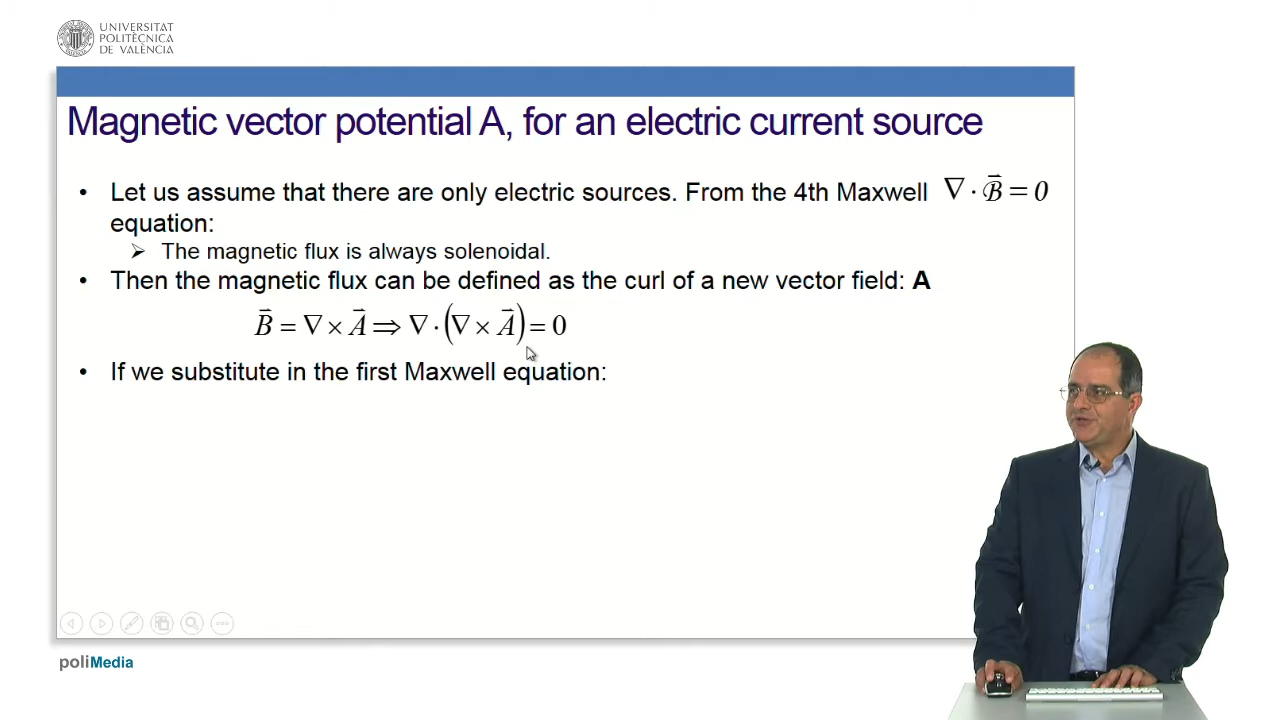 UNIVERSITAT
POLITÈCNICA
DE VALÈNCIA
Magnetic vector potential A, for an electric current source
• Let us assume that there are only electric sources. From the 4th Maxwell ∇ · B⃗ = 0
equation:
➢ The magnetic flux is always solenoidal.
• Then the magnetic flux can be defined as the curl of a new vector field: A
B⃗ = ∇ × A⃗ ⇒ ∇ · (∇ × A⃗) = 0
• If we substitute in the first Maxwell equation:
poliMedia